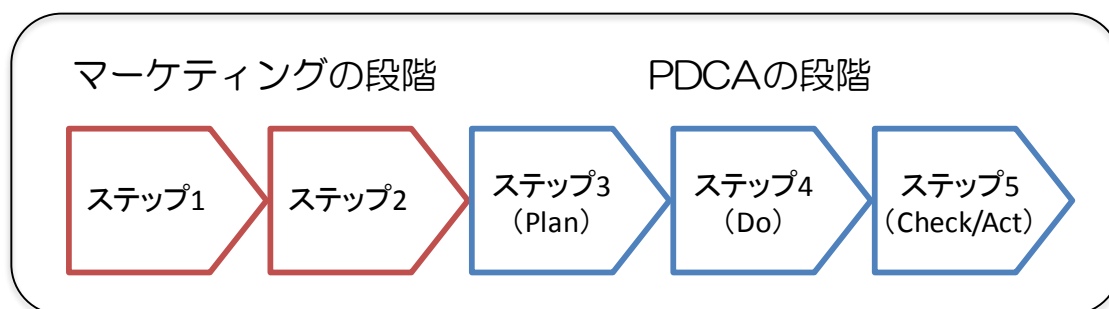 マーケティングの段階
PDCAの段階
ステップ1
ステップ2
ステップ3
（Plan）
ステップ4
（Do）
ステップ5
（Check/Act）